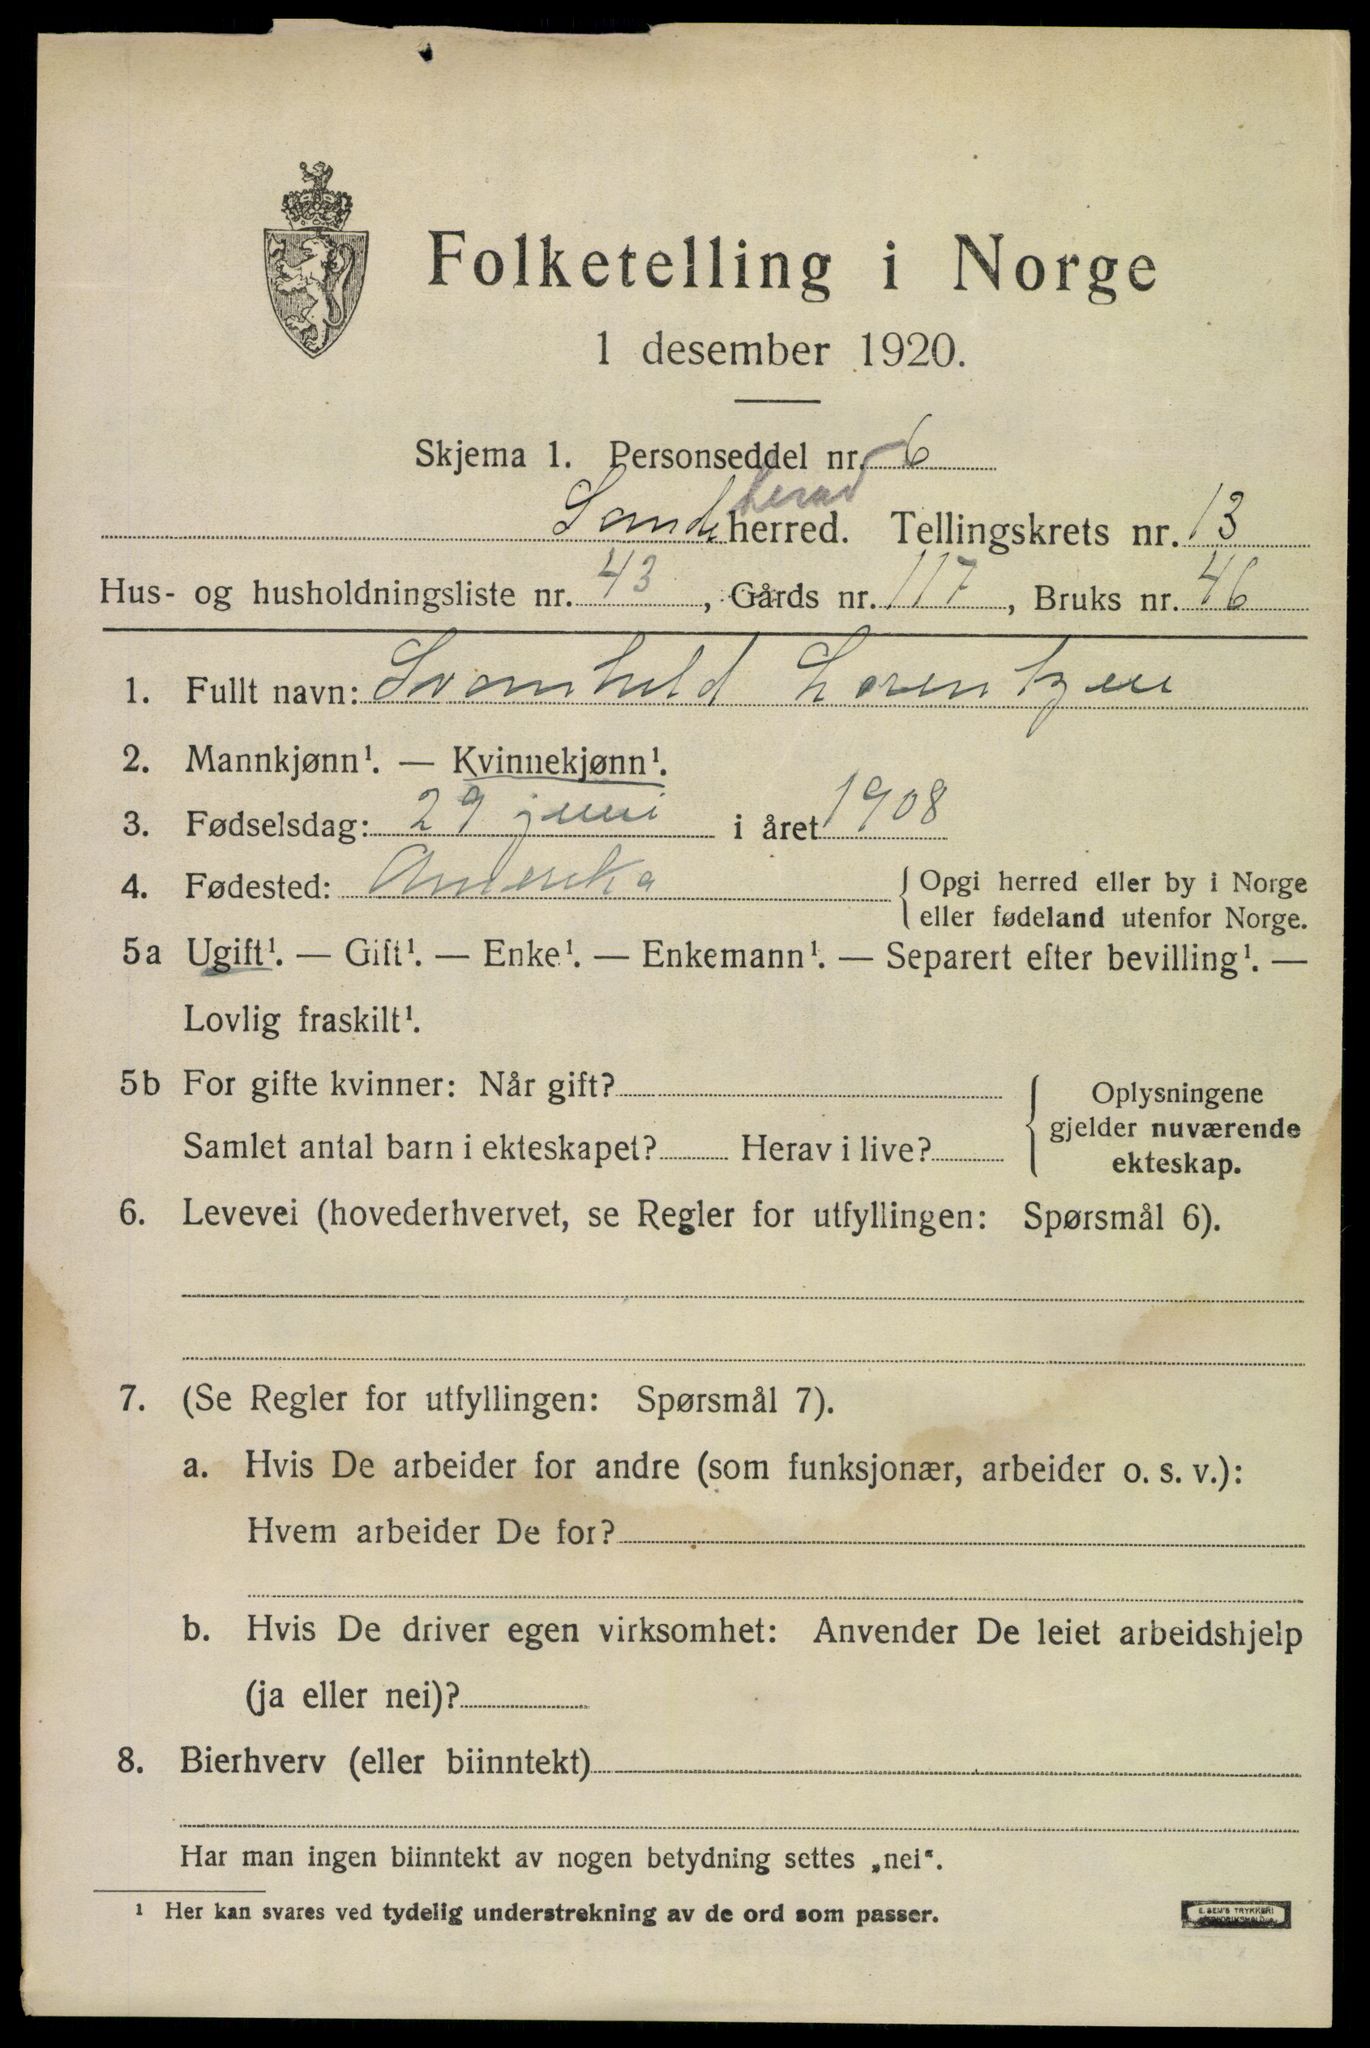 Folketelling i Norge
1 desember 1920.
Skjema 1. Personseddel nr. 6
Sandeherred. Tellingskrets nr. 13
Hus- og husholdningsliste nr. 43, Gårds nr. 117, Bruks nr. 46
1. Fullt navn: Svanhild Lorentzen
2. Mannkjønn¹. — Kvinnekjønn¹.
3. Fødselsdag: 29 juni i året 1908
4. Fødested: Amerika { Opgi herred eller by i Norge
eller fødeland utenfor Norge.
5a Ugift¹. — Gift¹. — Enke¹. — Enkemann¹. — Separert efter bevilling¹. —
Lovlig fraskilt¹.
5b For gifte kvinner: Når gift?
Samlet antal barn i ekteskapet? Herav i live?
Oplysningene
gjelder nuværende
ekteskap.
6. Levevei (hovederhvervet, se Regler for utfyllingen: Spørsmål 6).
7. (Se Regler for utfyllingen: Spørsmål 7).
a. Hvis De arbeider for andre (som funksjonær, arbeider o. s. v.):
Hvem arbeider De for?
b. Hvis De driver egen virksomhet: Anvender De leiet arbeidshjelp
(ja eller nei)?
8. Bierhverv (eller biinntekt)
Har man ingen biinntekt av nogen betydning settes „nei“.
¹ Her kan svares ved tydelig understrekning av de ord som passer.
E. SEM'S TRYKKERI